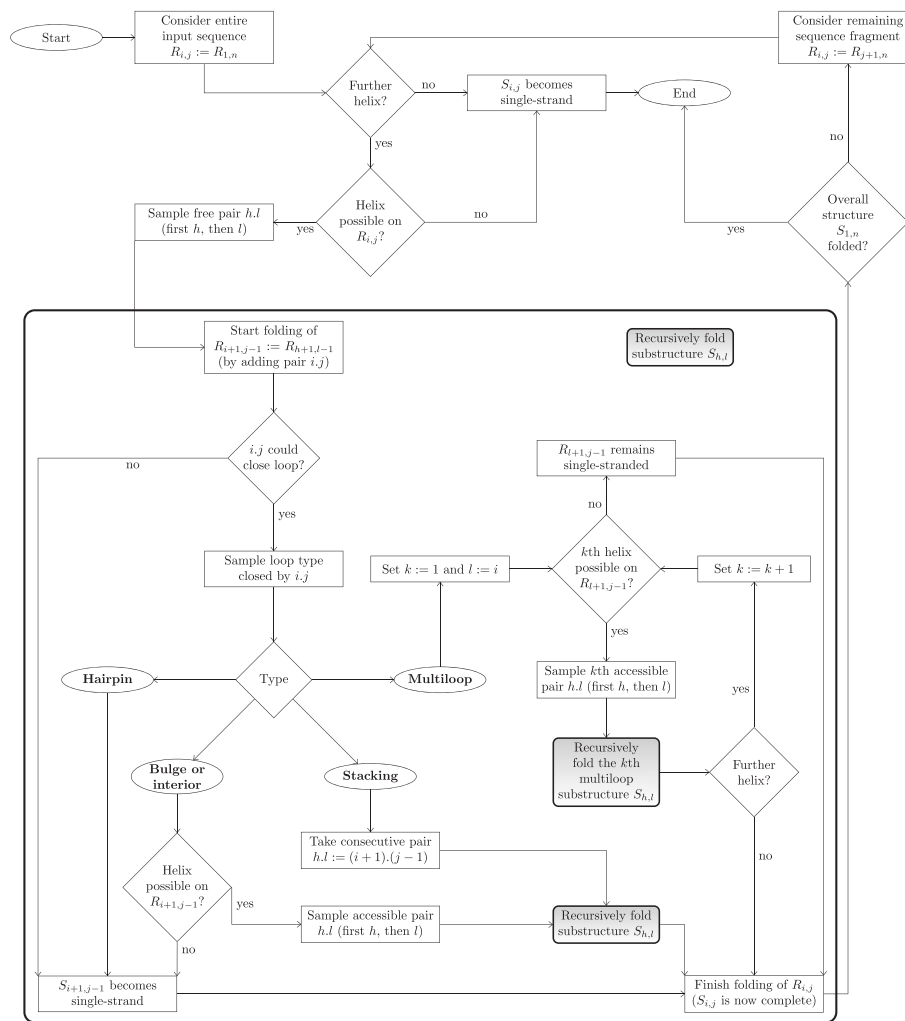 Start
Consider entire
input sequence
R_{i,j} := R_{1,n}
Consider remaining
sequence fragment
R_{i,j} := R_{j+1,n}
Further
helix?
no
S_{i,j} becomes
single-strand
End
yes
no
Sample free pair h.l
(first h, then l)
yes
Helix
possible on
R_{i,j}?
no
yes
Overall
structure
S_{1,n}
folded?
Start folding of
R_{i+1,j−1} := R_{h+1,l−1}
(by adding pair i.j)
Recursively fold
substructure S_{h,l}
no
i.j could
close loop?
yes
R_{l+1,j−1} remains
single-stranded
no
Sample loop type
closed by i.j
Set k := 1 and l := i
kth helix
possible on
R_{l+1,j−1}?
Set k := k + 1
yes
Hairpin
Type
Multiloop
Sample kth accessible
pair h.l (first h, then l)
yes
Bulge or
interior
Stacking
Recursively
fold the kth
multiloop
substructure S_{h,l}
Further
helix?
Take consecutive pair
h.l := (i + 1).(j − 1)
no
Helix
possible on
R_{i+1,j−1}?
yes
Sample accessible pair
h.l (first h, then l)
Recursively fold
substructure S_{h,l}
no
S_{i+1,j−1} becomes
single-strand
Finish folding of R_{i,j}
(S_{i,j} is now complete)